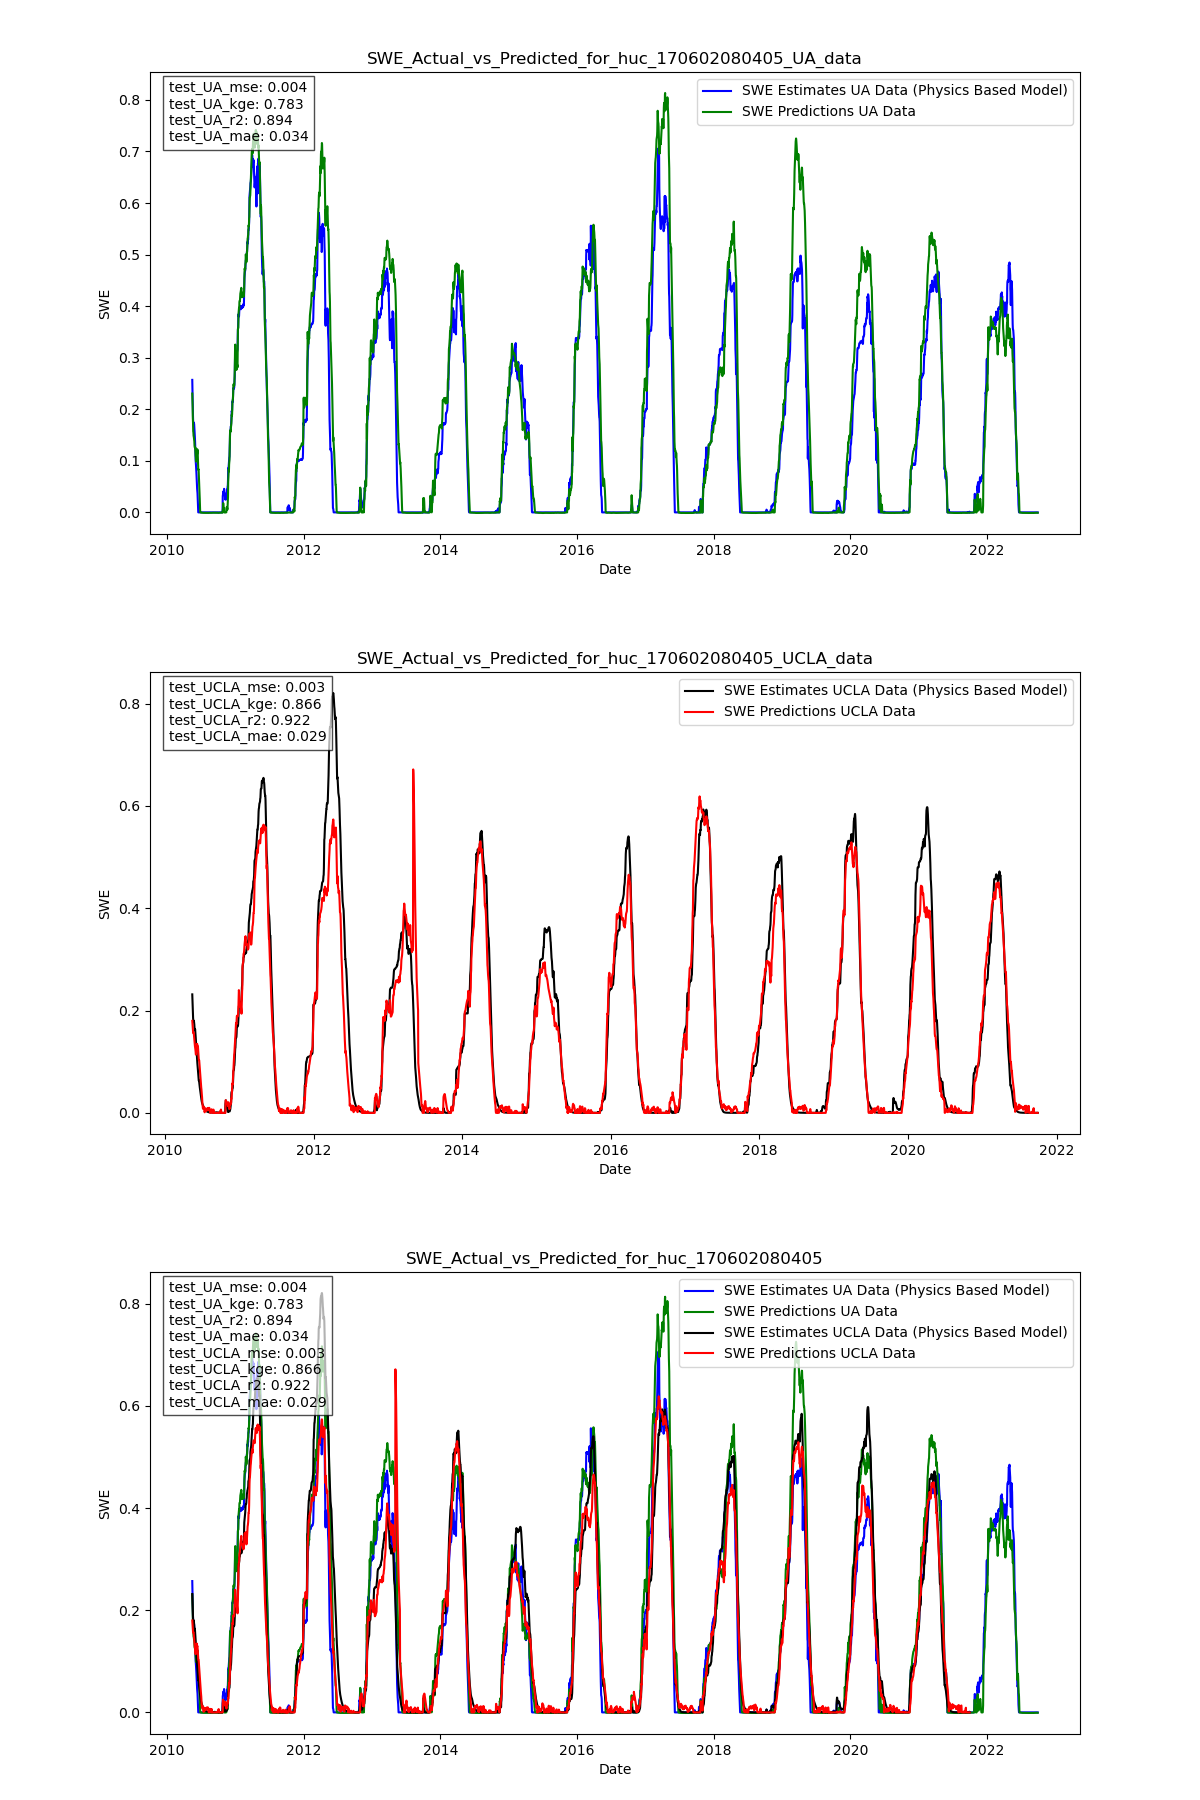 SWE_Actual_vs_Predicted_for_huc_170602080405_UA_data
test_UA_mse: 0.004
test_UA_kge: 0.783
test_UA_r2: 0.894
test_UA_mae: 0.034
SWE Estimates UA Data (Physics Based Model)
SWE Predictions UA Data
0.8
0.7
0.6
0.5
0.4
0.3
0.2
0.1
0.0
SWE
2010 2012 2014 2016 2018 2020 2022
Date
SWE_Actual_vs_Predicted_for_huc_170602080405_UCLA_data
test_UCLA_mse: 0.003
test_UCLA_kge: 0.866
test_UCLA_r2: 0.922
test_UCLA_mae: 0.029
SWE Estimates UCLA Data (Physics Based Model)
SWE Predictions UCLA Data
0.8
0.6
0.4
0.2
0.0
SWE
2010 2012 2014 2016 2018 2020 2022
Date
SWE_Actual_vs_Predicted_for_huc_170602080405
test_UA_mse: 0.004
test_UA_kge: 0.783
test_UA_r2: 0.894
test_UA_mae: 0.034
test_UCLA_mse: 0.003
test_UCLA_kge: 0.866
test_UCLA_r2: 0.922
test_UCLA_mae: 0.029
SWE Estimates UA Data (Physics Based Model)
SWE Predictions UA Data
SWE Estimates UCLA Data (Physics Based Model)
SWE Predictions UCLA Data
0.8
0.6
0.4
0.2
0.0
SWE
2010 2012 2014 2016 2018 2020 2022
Date